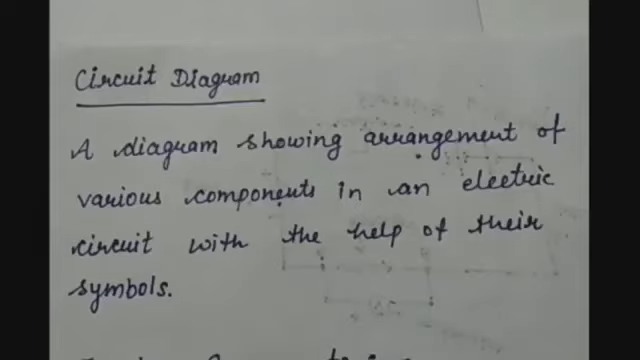 Circuit Diagram
A diagram showing arrangement of
various components in an electric
circuit with the help of their
symbols.